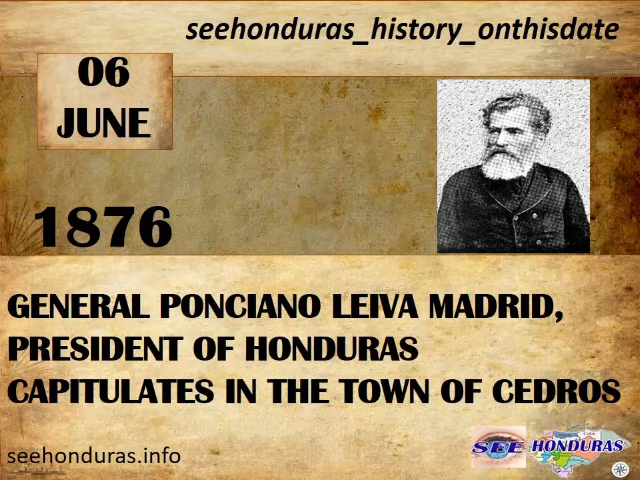 seehonduras_history_onthisdate
06
JUNE
1876
GENERAL PONCIANO LEIVA MADRID,
PRESIDENT OF HONDURAS
CAPITULATES IN THE TOWN OF CEDROS
seehonduras.info
SEE HONDURAS